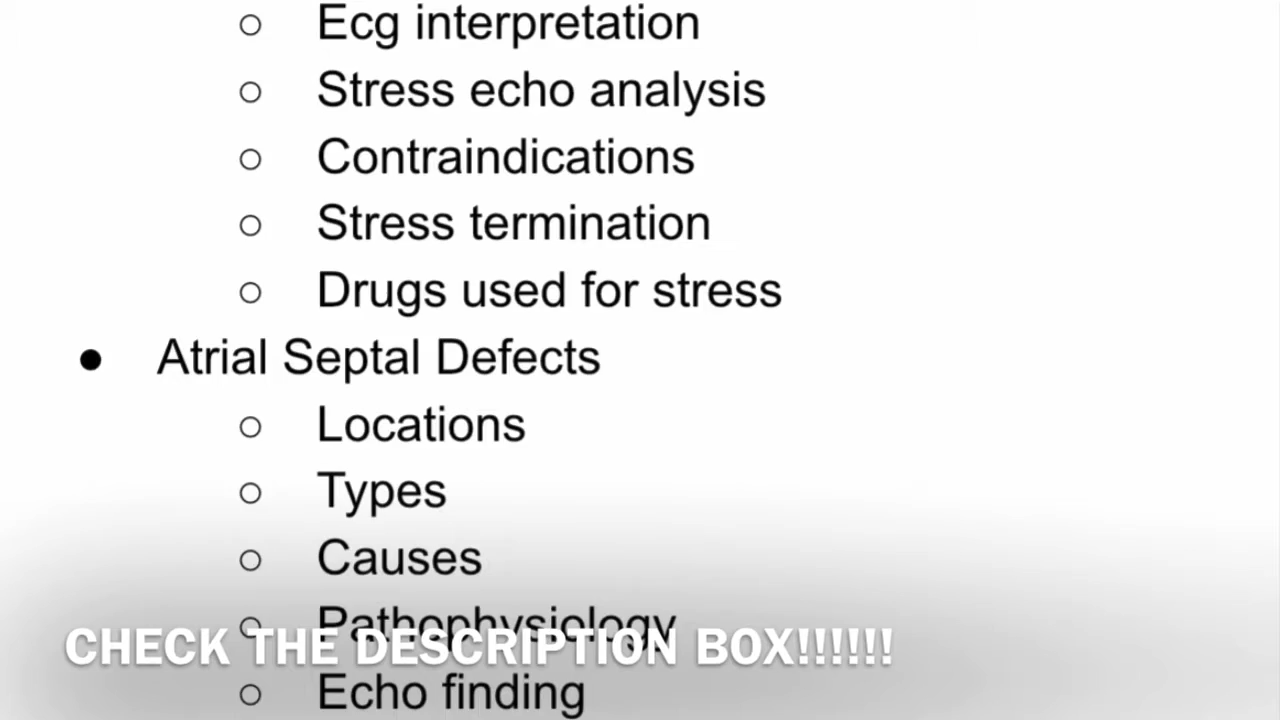 ○ Ecg interpretation
○ Stress echo analysis
○ Contraindications
○ Stress termination
○ Drugs used for stress
● Atrial Septal Defects
○ Locations
○ Types
○ Causes
○ Pathophysiology
CHECK THE DESCRIPTION BOX!!!!!!
○ Echo finding